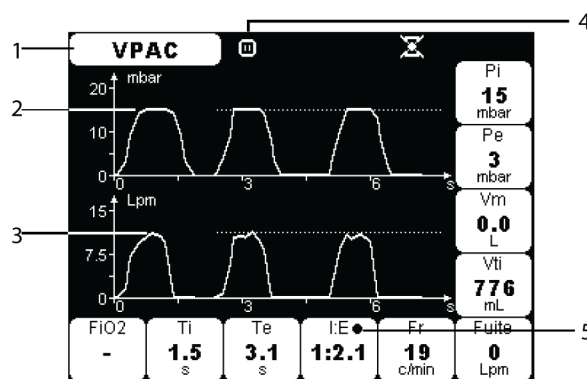 4
1
VPAC
mbar
20
10
0
0
3
6
s
2
Lpm
15
7.5
0
0
3
6
s
3
Pi
15
mbar
Pe
3
mbar
Vm
0.0
L
Vti
776
mL
FiO2
-
Ti
1.5
s
Te
3.1
s
I:E
1:2.1
5
Fr
19
c/min
Fuite
0
Lpm